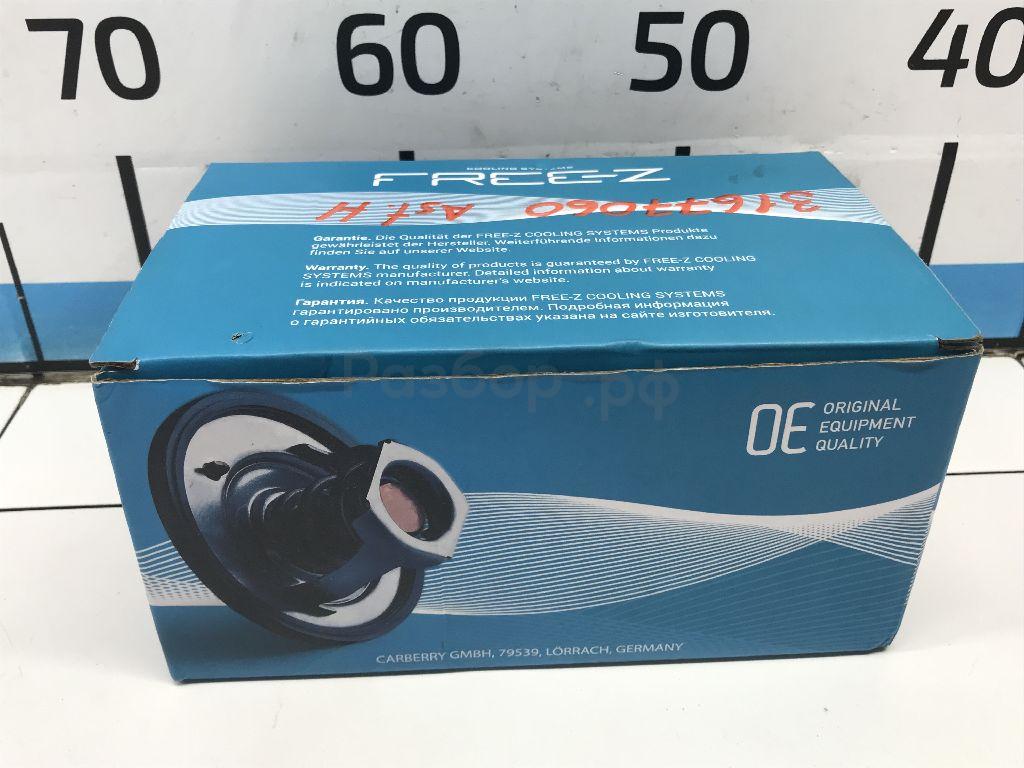 70 60 50 40
COOLING SYSTEMS
FREE-Z
31677060 Ast. H
Garantie. Die Qualität der FREE-Z COOLING SYSTEMS Produkte
gewährleistet der Hersteller. Weiterführende Informationen dazu
finden Sie auf unserer Website.
Warranty. The quality of products is guaranteed by FREE-Z COOLING
SYSTEMS manufacturer. Detailed information about warranty
is indicated on manufacturer's website.
Гарантия. Качество продукции FREE-Z COOLING SYSTEMS
гарантировано производителем. Подробная информация
о гарантийных обязательствах указана на сайте изготовителя.
Разбор.рф
OE ORIGINAL
EQUIPMENT
QUALITY
CARBERRY GMBH, 79539, LÖRRACH, GERMANY